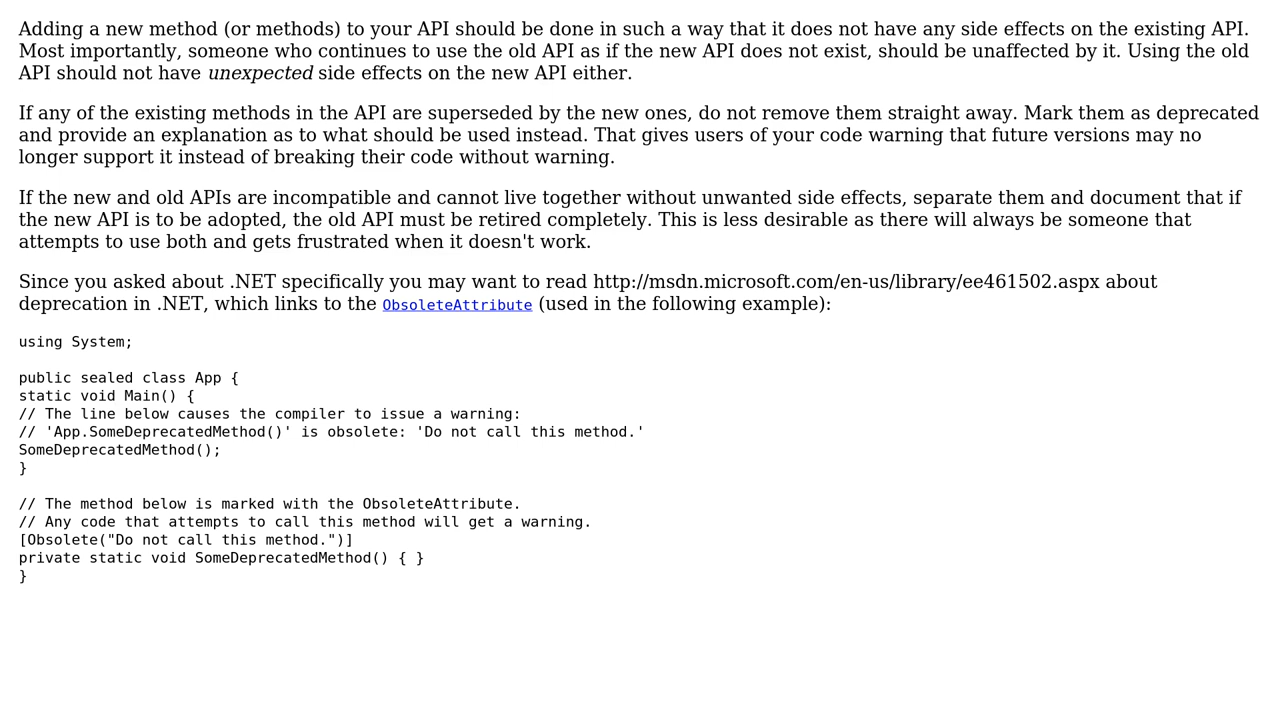 Adding a new method (or methods) to your API should be done in such a way that it does not have any side effects on the existing API.
Most importantly, someone who continues to use the old API as if the new API does not exist, should be unaffected by it. Using the old
API should not have unexpected side effects on the new API either.
If any of the existing methods in the API are superseded by the new ones, do not remove them straight away. Mark them as deprecated
and provide an explanation as to what should be used instead. That gives users of your code warning that future versions may no
longer support it instead of breaking their code without warning.
If the new and old APIs are incompatible and cannot live together without unwanted side effects, separate them and document that if
the new API is to be adopted, the old API must be retired completely. This is less desirable as there will always be someone that
attempts to use both and gets frustrated when it doesn't work.
Since you asked about .NET specifically you may want to read http://msdn.microsoft.com/en-us/library/ee461502.aspx about
deprecation in .NET, which links to the ObsoleteAttribute (used in the following example):
using System;
public sealed class App {
static void Main() {
// The line below causes the compiler to issue a warning:
// 'App.SomeDeprecatedMethod()' is obsolete: 'Do not call this method.'
SomeDeprecatedMethod();
}
// The method below is marked with the ObsoleteAttribute.
// Any code that attempts to call this method will get a warning.
[Obsolete("Do not call this method.")]
private static void SomeDeprecatedMethod() { }
}